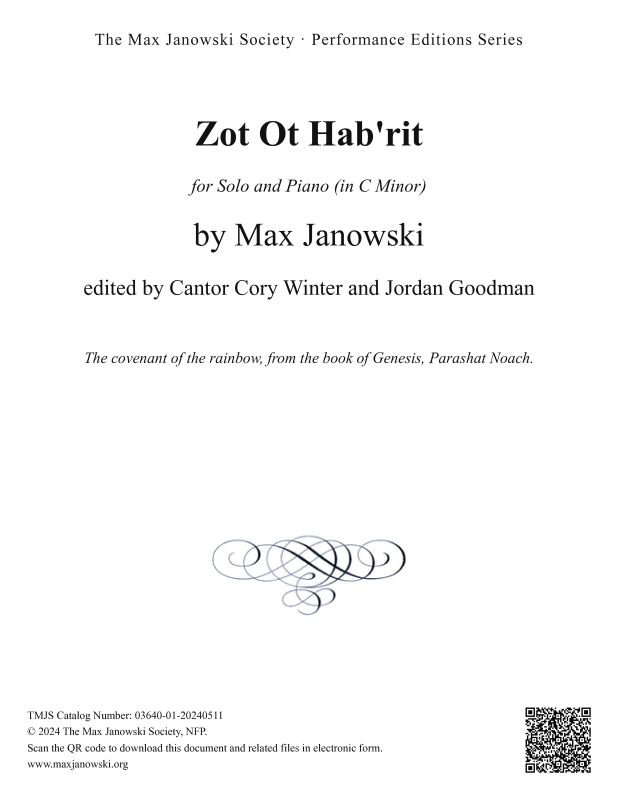 The Max Janowski Society · Performance Editions Series
Zot Ot Hab'rit
for Solo and Piano (in C Minor)
by Max Janowski
edited by Cantor Cory Winter and Jordan Goodman
The covenant of the rainbow, from the book of Genesis, Parashat Noach.
TMJS Catalog Number: 03640-01-20240511
© 2024 The Max Janowski Society, NFP.
Scan the QR code to download this document and related files in electronic form.
www.maxjanowski.org